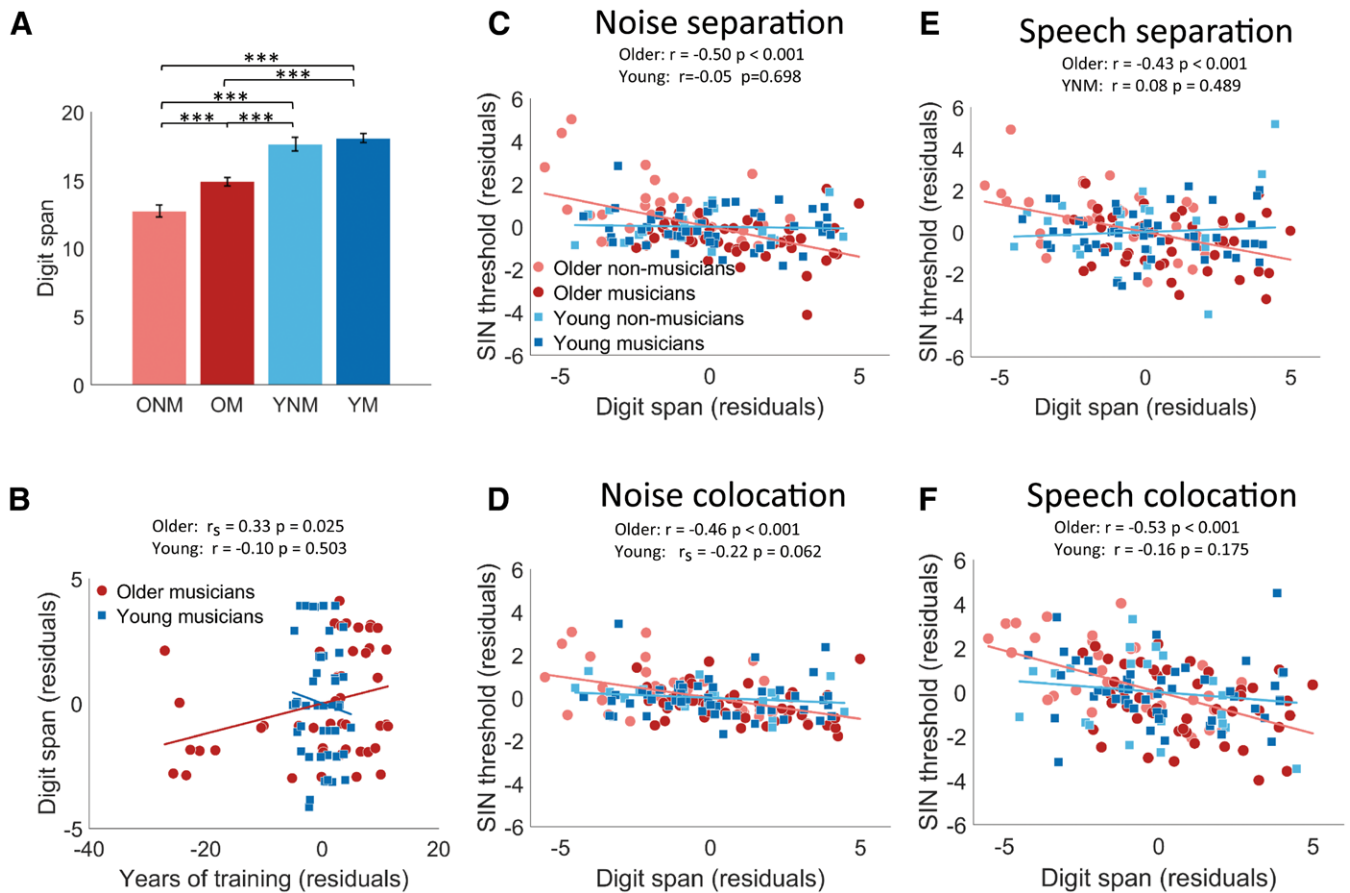 A
***
***
***
*** ***
20
15
10
5
0
Digit span
ONM OM YNM YM
B
Older: rs = 0.33 p = 0.025
Young: r = -0.10 p = 0.503
5
0
-5
Digit span (residuals)
Older musicians
Young musicians
-40 -20 0 20
Years of training (residuals)
C
Noise separation
Older: r = -0.50 p < 0.001
Young: r=-0.05 p=0.698
6
4
2
0
-2
-4
-6
SIN threshold (residuals)
Older non-musicians
Older musicians
Young non-musicians
Young musicians
-5 0 5
Digit span (residuals)
D
Noise colocation
Older: r = -0.46 p < 0.001
Young: rs = -0.22 p = 0.062
6
4
2
0
-2
-4
-6
SIN threshold (residuals)
-5 0 5
Digit span (residuals)
E
Speech separation
Older: r = -0.43 p < 0.001
YNM: r = 0.08 p = 0.489
6
4
2
0
-2
-4
-6
SIN threshold (residuals)
-5 0 5
Digit span (residuals)
F
Speech colocation
Older: r = -0.53 p < 0.001
Young: r = -0.16 p = 0.175
6
4
2
0
-2
-4
-6
SIN threshold (residuals)
-5 0 5
Digit span (residuals)